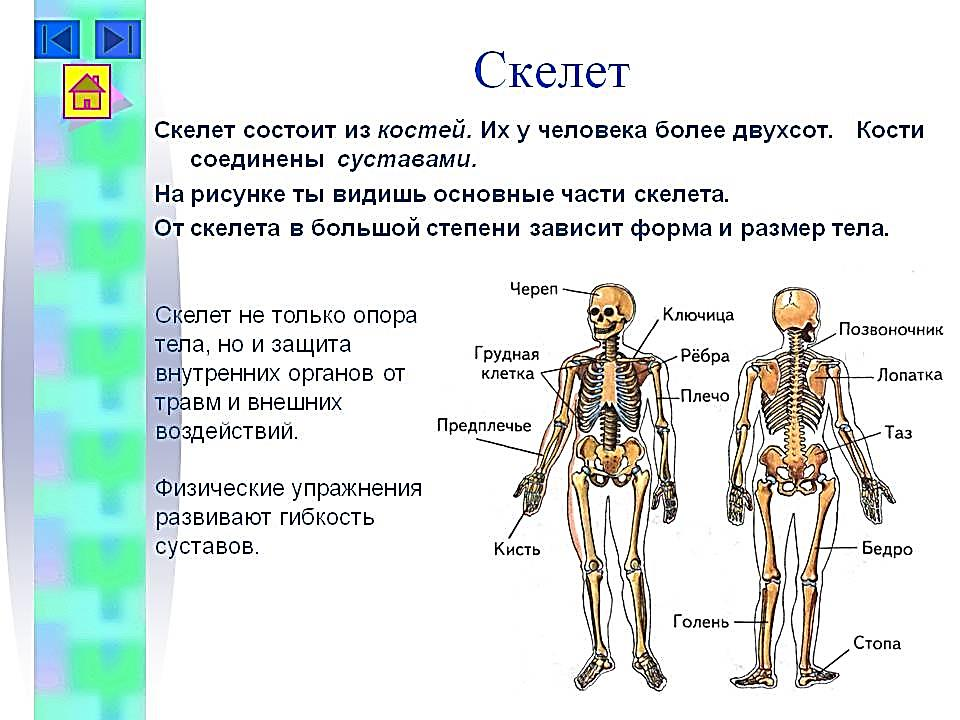 Скелет
Скелет состоит из костей. Их у человека более двухсот. Кости
соединены суставами.
На рисунке ты видишь основные части скелета.
От скелета в большой степени зависит форма и размер тела.
Скелет не только опора
тела, но и защита
внутренних органов от
травм и внешних
воздействий.
Физические упражнения
развивают гибкость
суставов.
Череп
Ключица
Грудная
клетка
Рёбра
Плечо
Предплечье
Кисть
Позвоночник
Лопатка
Таз
Бедро
Голень
Стопа